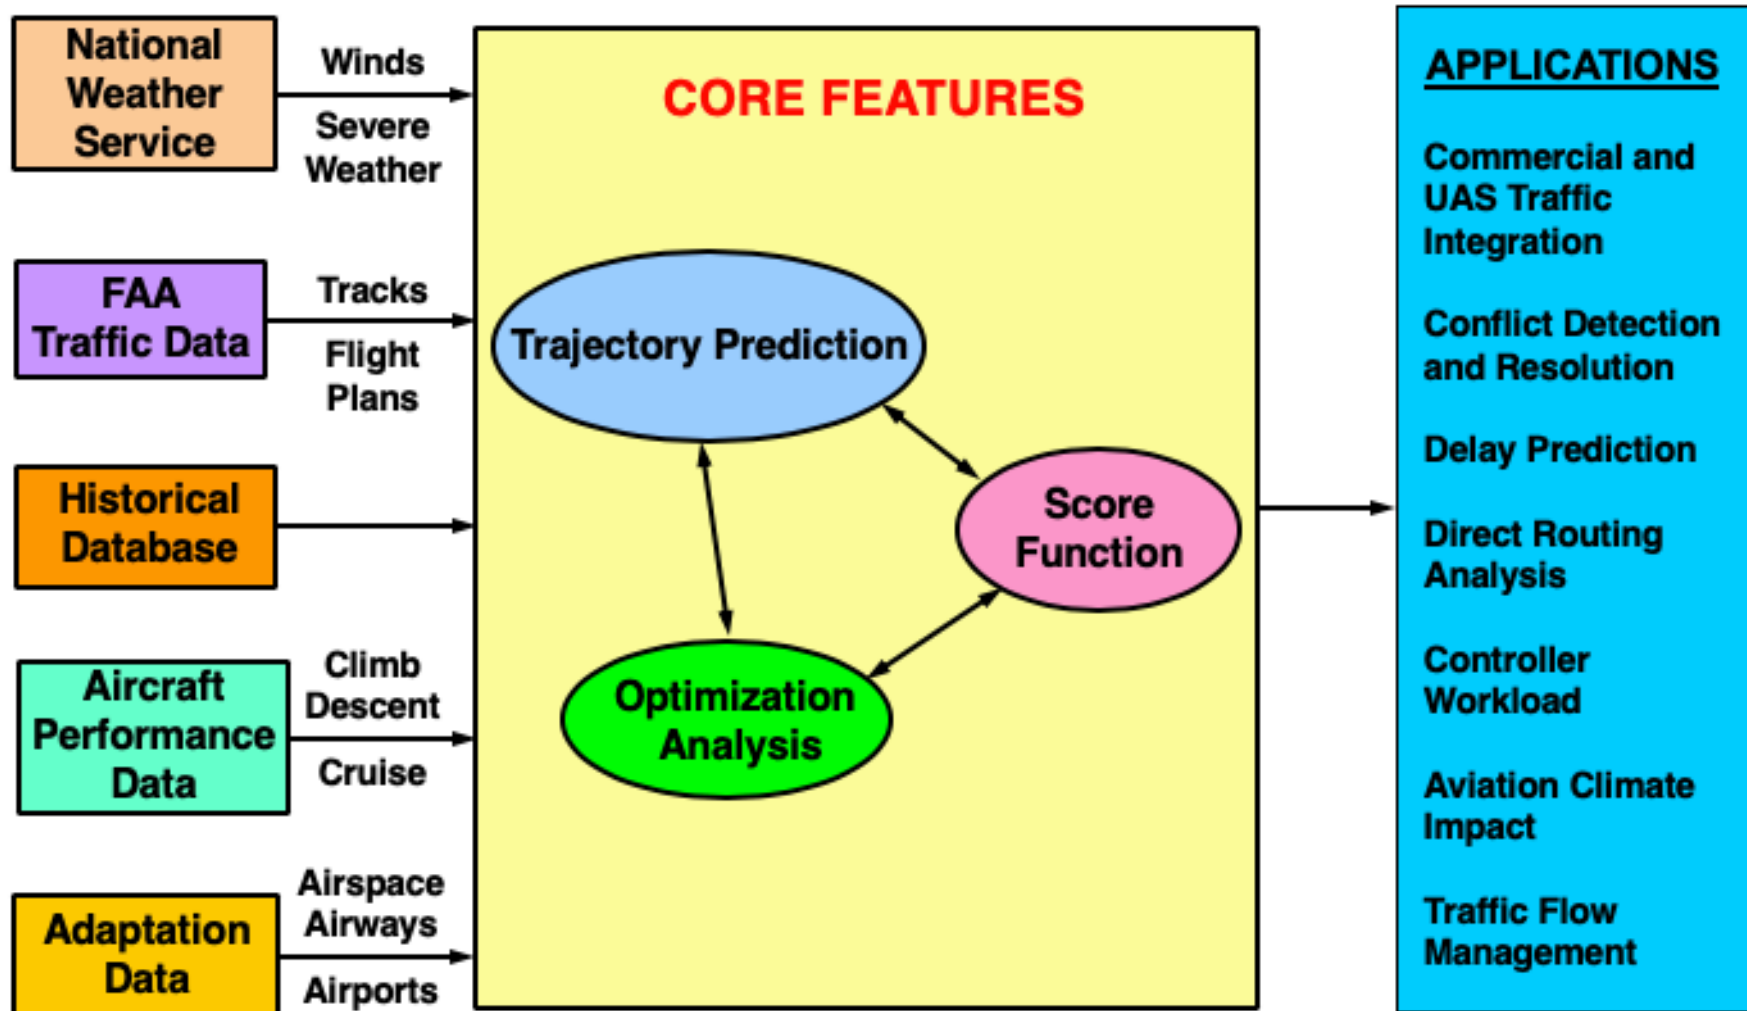 National
Weather
Service
Winds
Severe
Weather
FAA
Traffic Data
Tracks
Flight
Plans
Historical
Database
Aircraft
Performance
Data
Climb
Descent
Cruise
Adaptation
Data
Airspace
Airways
Airports
CORE FEATURES
Trajectory Prediction
Score
Function
Optimization
Analysis
APPLICATIONS
Commercial and
UAS Traffic
Integration
Conflict Detection
and Resolution
Delay Prediction
Direct Routing
Analysis
Controller
Workload
Aviation Climate
Impact
Traffic Flow
Management